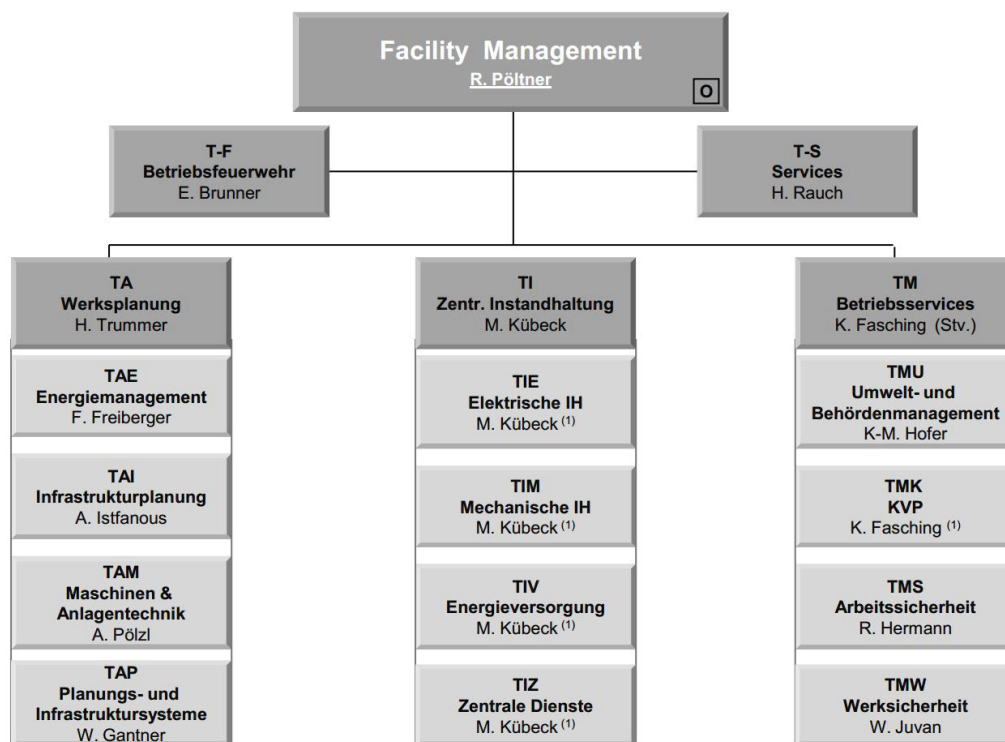 Facility Management
R. Pöltner
O
T-F
Betriebsfeuerwehr
E. Brunner
T-S
Services
H. Rauch
TA
Werksplanung
H. Trummer
TAE
Energiemanagement
F. Freiberger
TAI
Infrastrukturplanung
A. Istfanous
TAM
Maschinen &
Anlagentechnik
A. Pölzl
TAP
Planungs- und
Infrastruktursysteme
W. Gantner
TI
Zentr. Instandhaltung
M. Kübeck
TIE
Elektrische IH
M. Kübeck (1)
TIM
Mechanische IH
M. Kübeck (1)
TIV
Energieversorgung
M. Kübeck (1)
TIZ
Zentrale Dienste
M. Kübeck (1)
TM
Betriebsservices
K. Fasching (Stv.)
TMU
Umwelt- und
Behördenmanagement
K-M. Hofer
TMK
KVP
K. Fasching (1)
TMS
Arbeitssicherheit
R. Hermann
TMW
Werksicherheit
W. Juvan